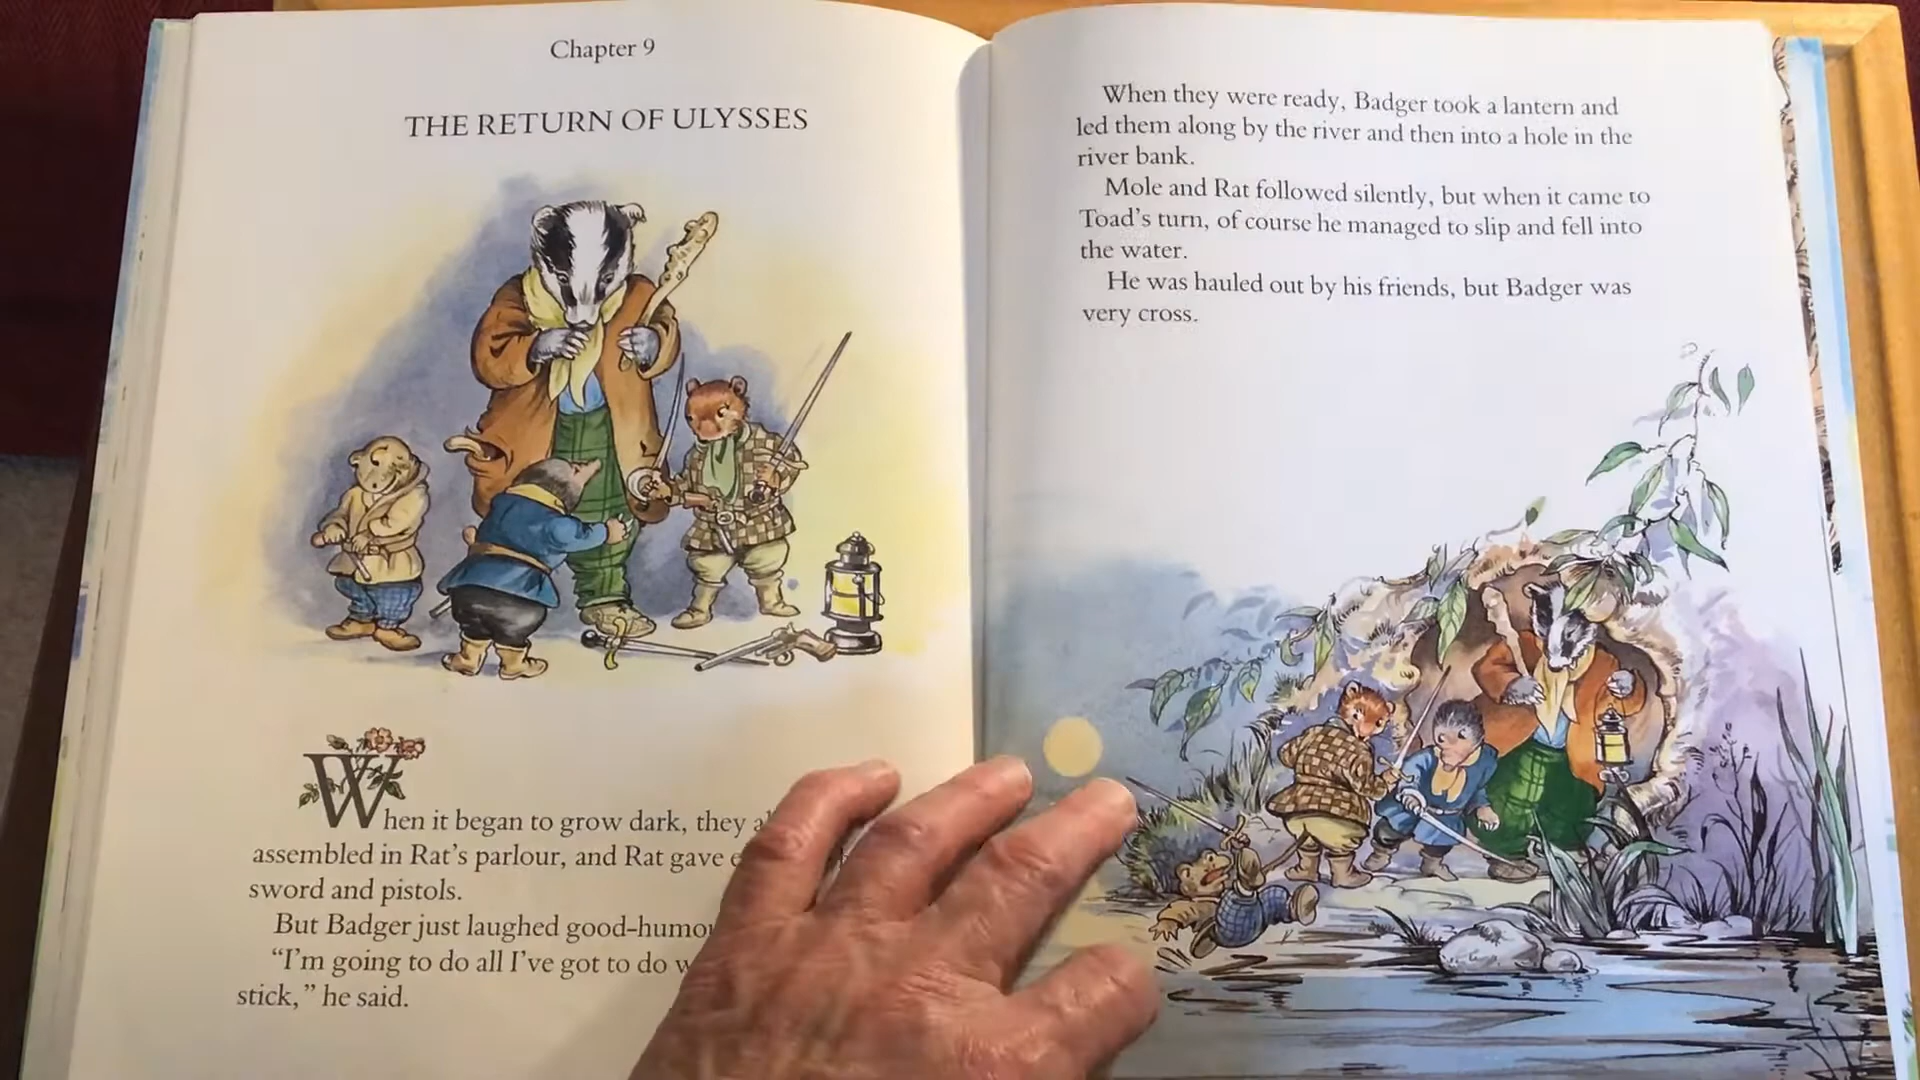 Chapter 9
THE RETURN OF ULYSSES
When it began to grow dark, they
assembled in Rat's parlour, and Rat gave
sword and pistols.
But Badger just laughed
“I'm going to do all I've got to do
stick,” he said.
When they were ready, Badger took a lantern and
led them along by the river and then into a hole in the
river bank.
Mole and Rat followed silently, but when it came to
Toad's turn, of course he managed to slip and fell into
the water.
He was hauled out by his friends, but Badger was
very cross.